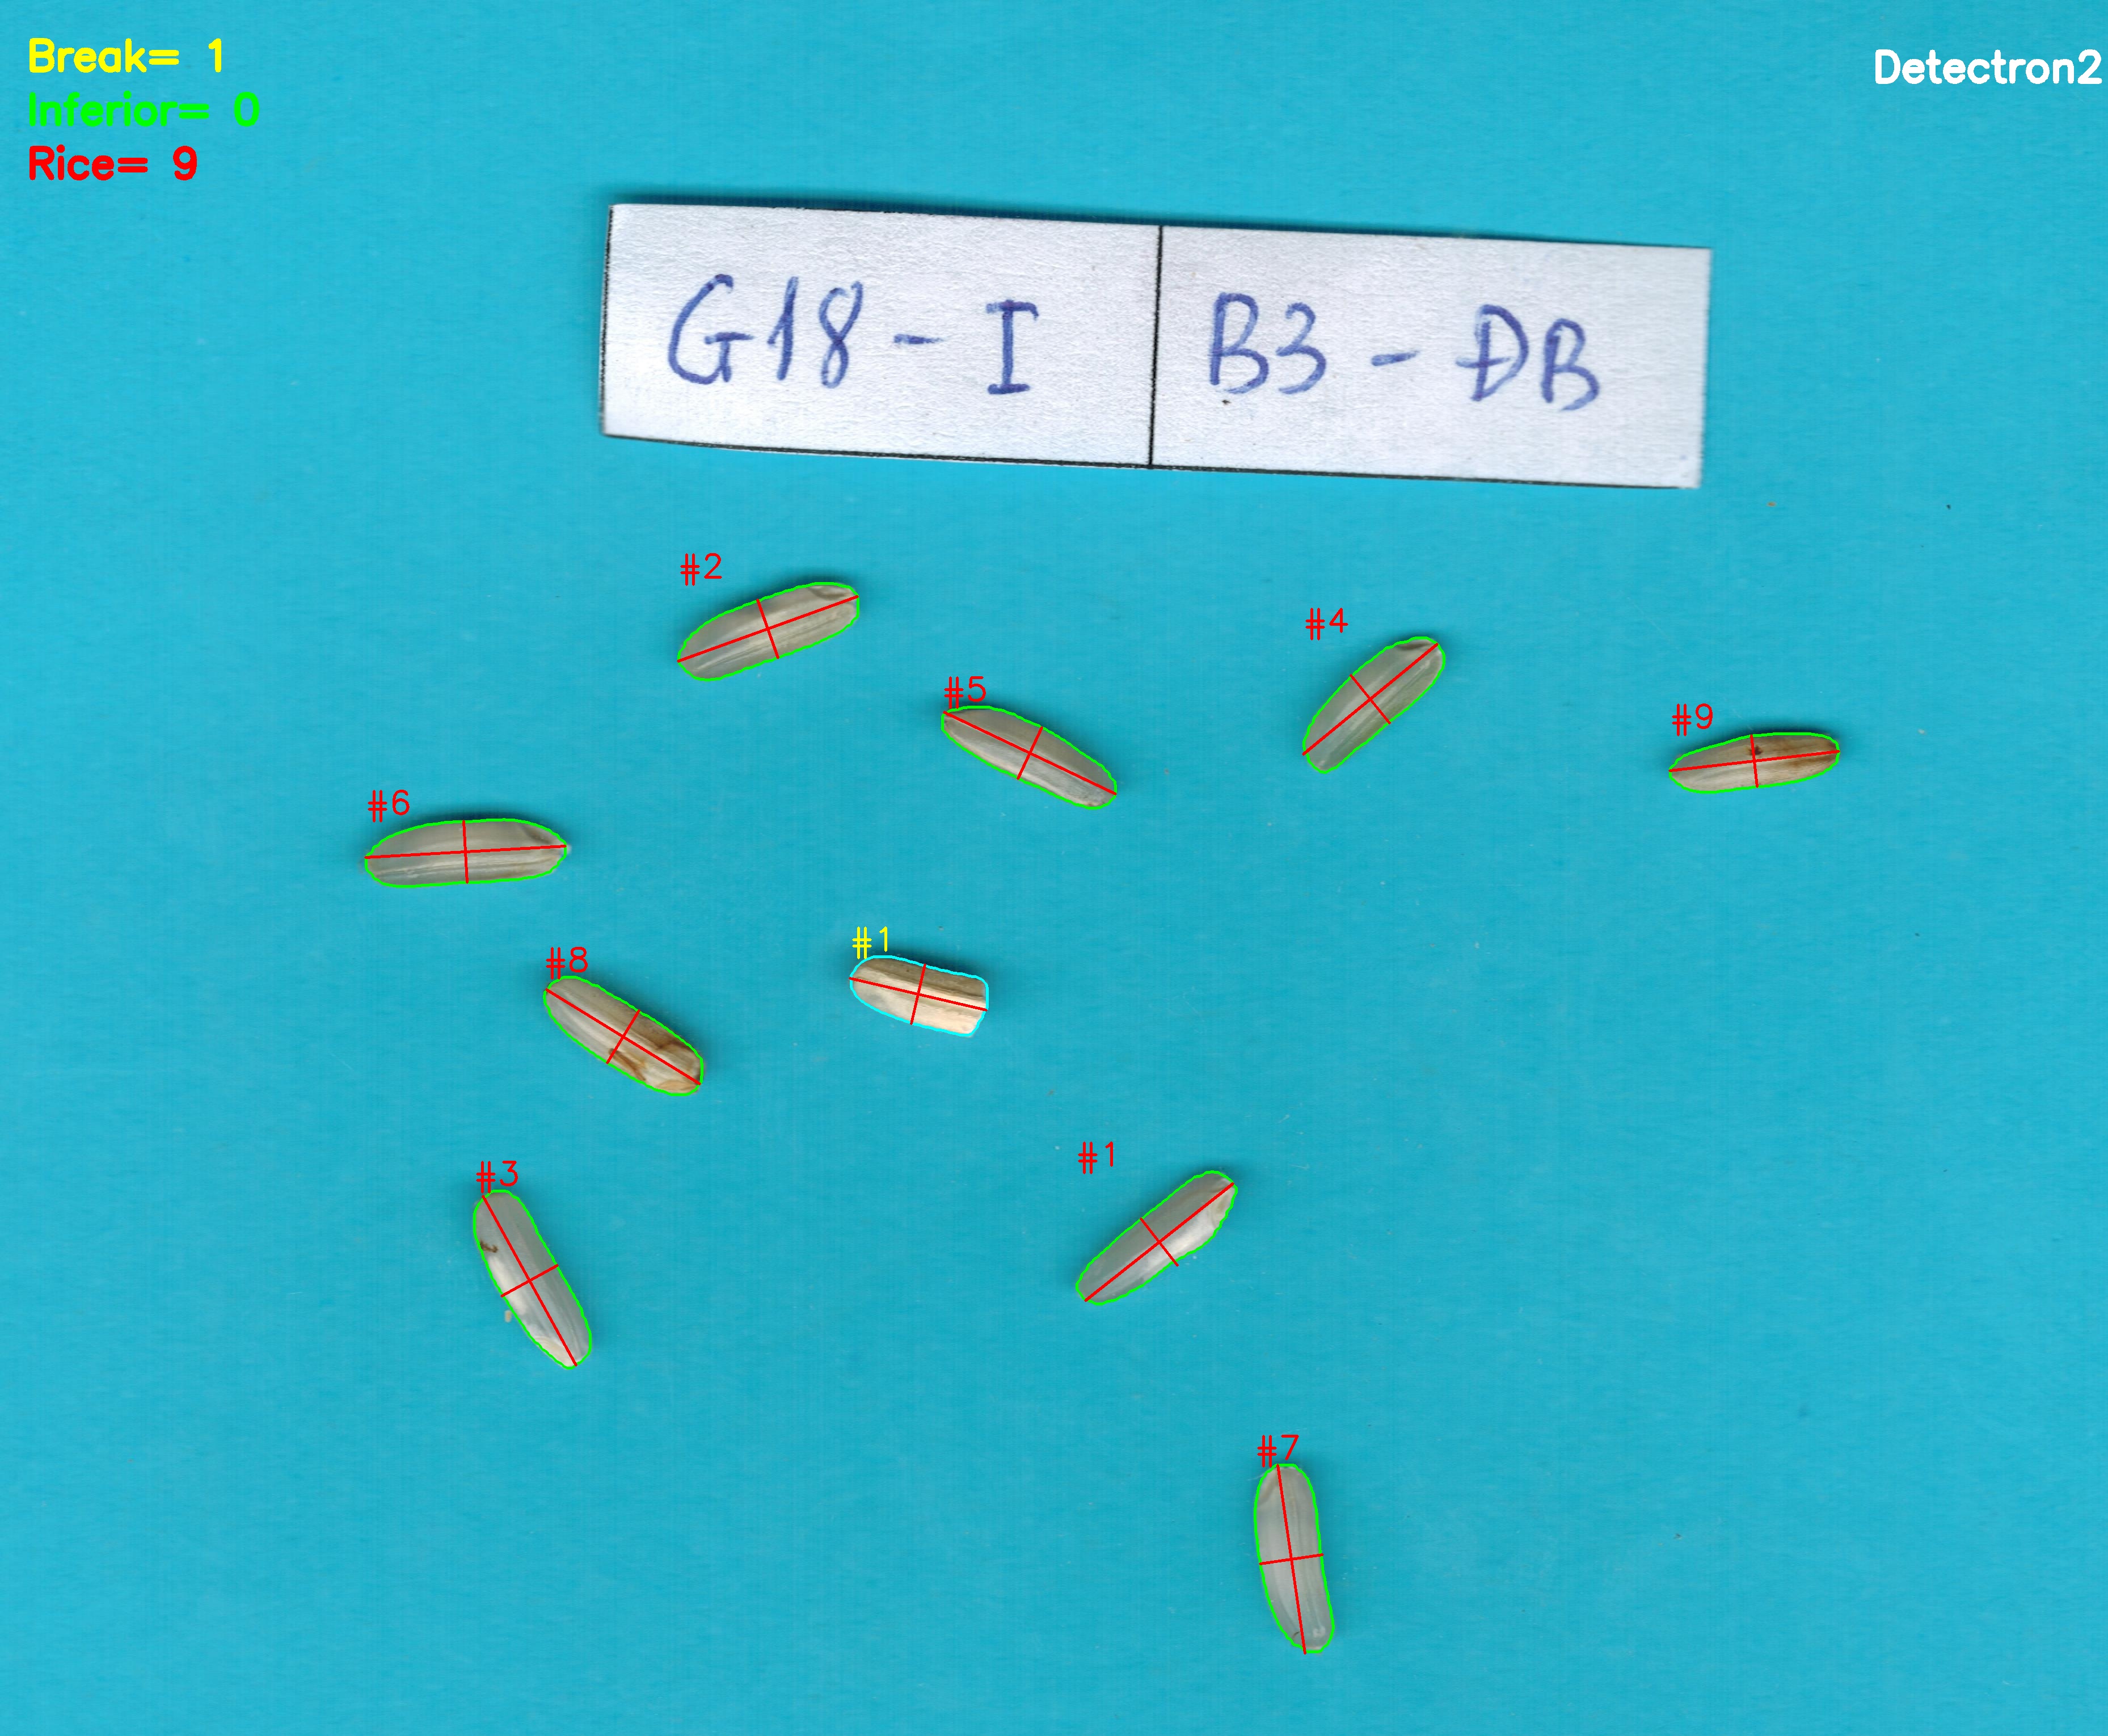 Break= 1
Detectron2
Inferior= 0
Rice= 9
G18 - I B3 - ĐB
#2
#4
#5
#9
#6
#1
#8
#1
#3
#7